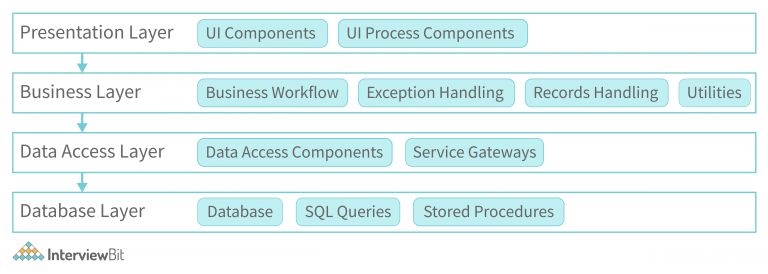 Presentation Layer UI Components UI Process Components
Business Layer Business Workflow Exception Handling Records Handling Utilities
Data Access Layer Data Access Components Service Gateways
Database Layer Database SQL Queries Stored Procedures
InterviewBit